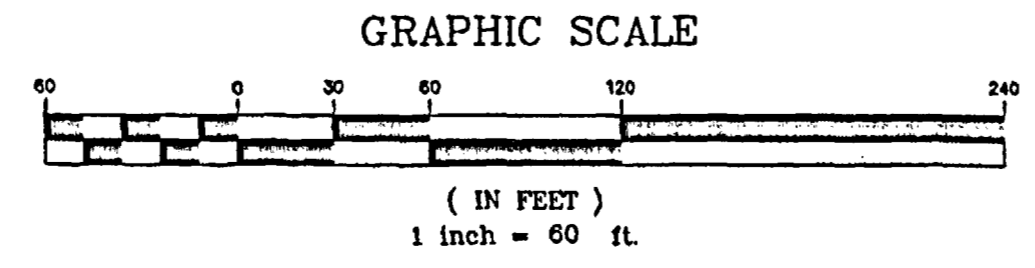 GRAPHIC SCALE
60 0 30 60 120 240
( IN FEET )
1 inch = 60 ft.